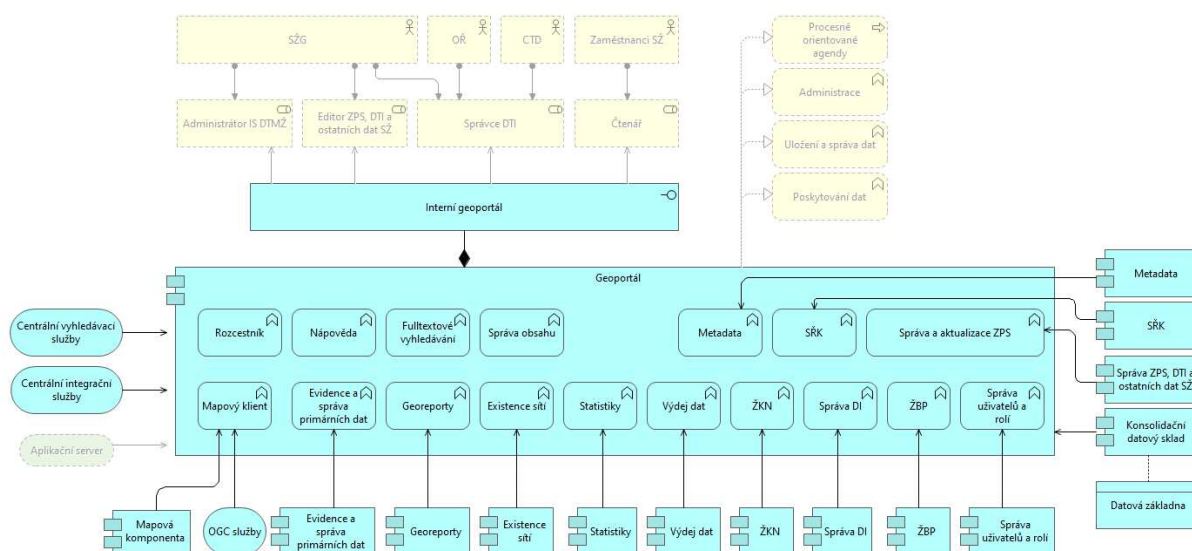 SŽG
OŘ
CTD
Zaměstnanci SŽ
Procesně
orientované
agendy
Administrace
Administrátor IS DTMŽ
Editor ZPS, DTI a
ostatních dat SŽ
Správce DTI
Čtenář
Uložení a správa dat
Poskytování dat
Interní geoportál
Geoportál
Metadata
Centrální vyhledávací
služby
Rozcestník
Nápověda
Fulltextové
vyhledávání
Správa obsahu
Metadata
SŘK
Správa a aktualizace ZPS
SŘK
Centrální integrační
služby
Mapový klient
Evidence a
správa
primárních dat
Georeporty
Existence sítí
Statistiky
Výdej dat
ŽKN
Správa DI
ŽBP
Správa
uživatelů a
rolí
Správa ZPS, DTI a
ostatních dat SŽ
Konsolidační
datový sklad
Aplikační server
Datová základna
Mapová
komponenta
OGC služby
Evidence a
správa
primárních dat
Georeporty
Existence
sítí
Statistiky
Výdej dat
ŽKN
Správa DI
ŽBP
Správa
uživatelů a rolí